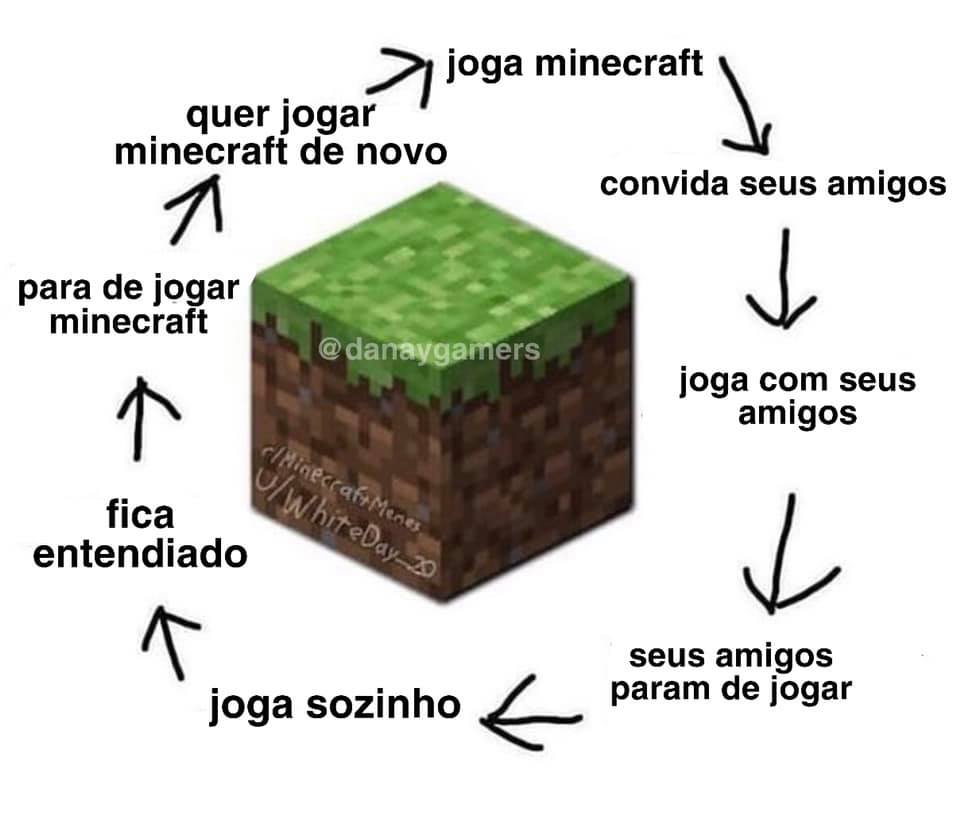 joga minecraft
convida seus amigos
joga com seus
amigos
seus amigos
param de jogar
joga sozinho
fica
entendiado
para de jogar
minecraft
quer jogar
minecraft de novo
@danaygamers
r/MinecraftMemes
U/WhiteDay_20